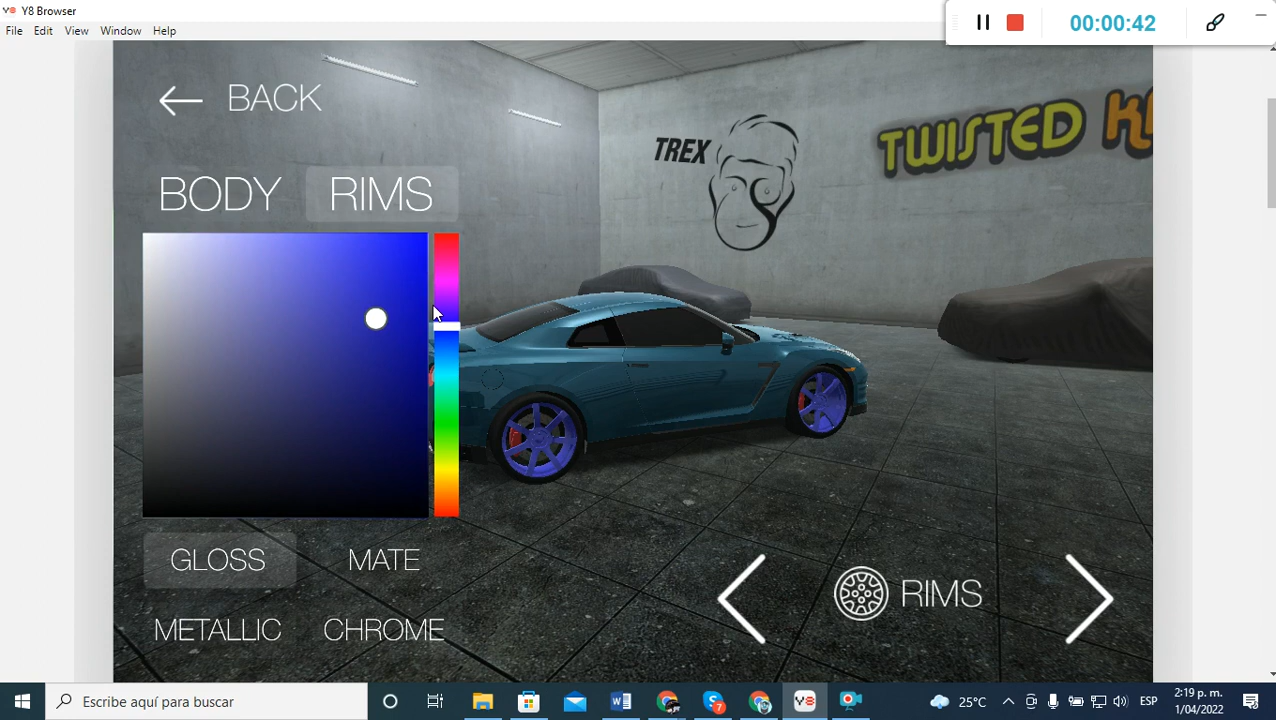 Y8 Browser
File Edit View Window Help
00:00:42
BACK
BODY RIMS
TREX
TWISTED
GLOSS MATE
METALLIC CHROME
RIMS
Escribe aquí para buscar
7
25°C
ESP
2:19 p. m.
1/04/2022